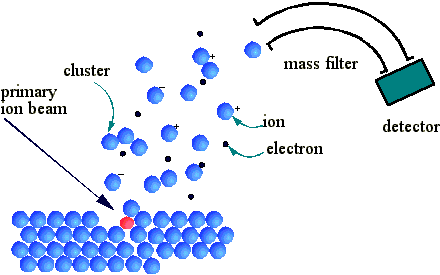 cluster
primary
ion beam
mass filter
detector
ion
electron
+
−
+
+
−